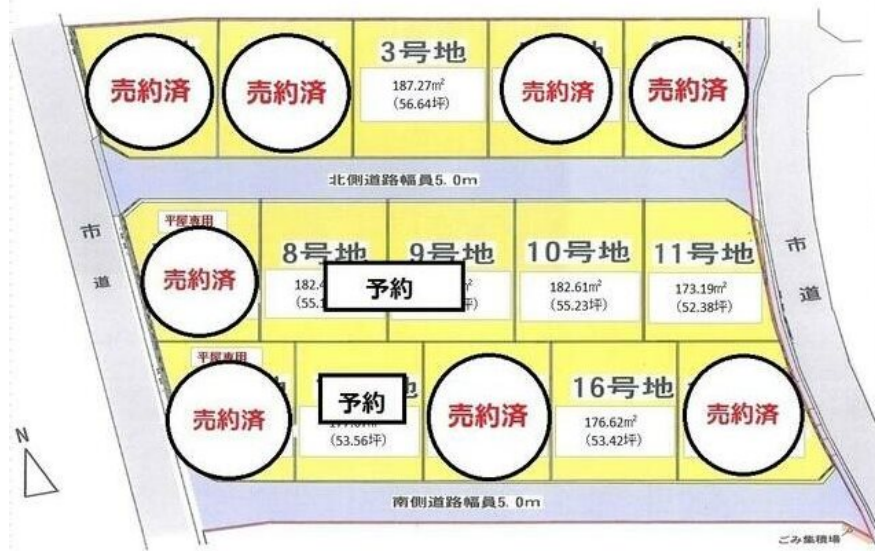 3号地
187.27m²
(56.64坪)
売約済
売約済
売約済
売約済
北側道路幅員5.0m
市道
市道
平屋専用
売約済
8号地
9号地
10号地
11号地
予約
182.61m²
(55.23坪)
173.19m²
(52.38坪)
平屋専用
売約済
予約
(53.56坪)
売約済
16号地
176.62m²
(53.42坪)
売約済
N
南側道路幅員5.0m
ごみ集積場